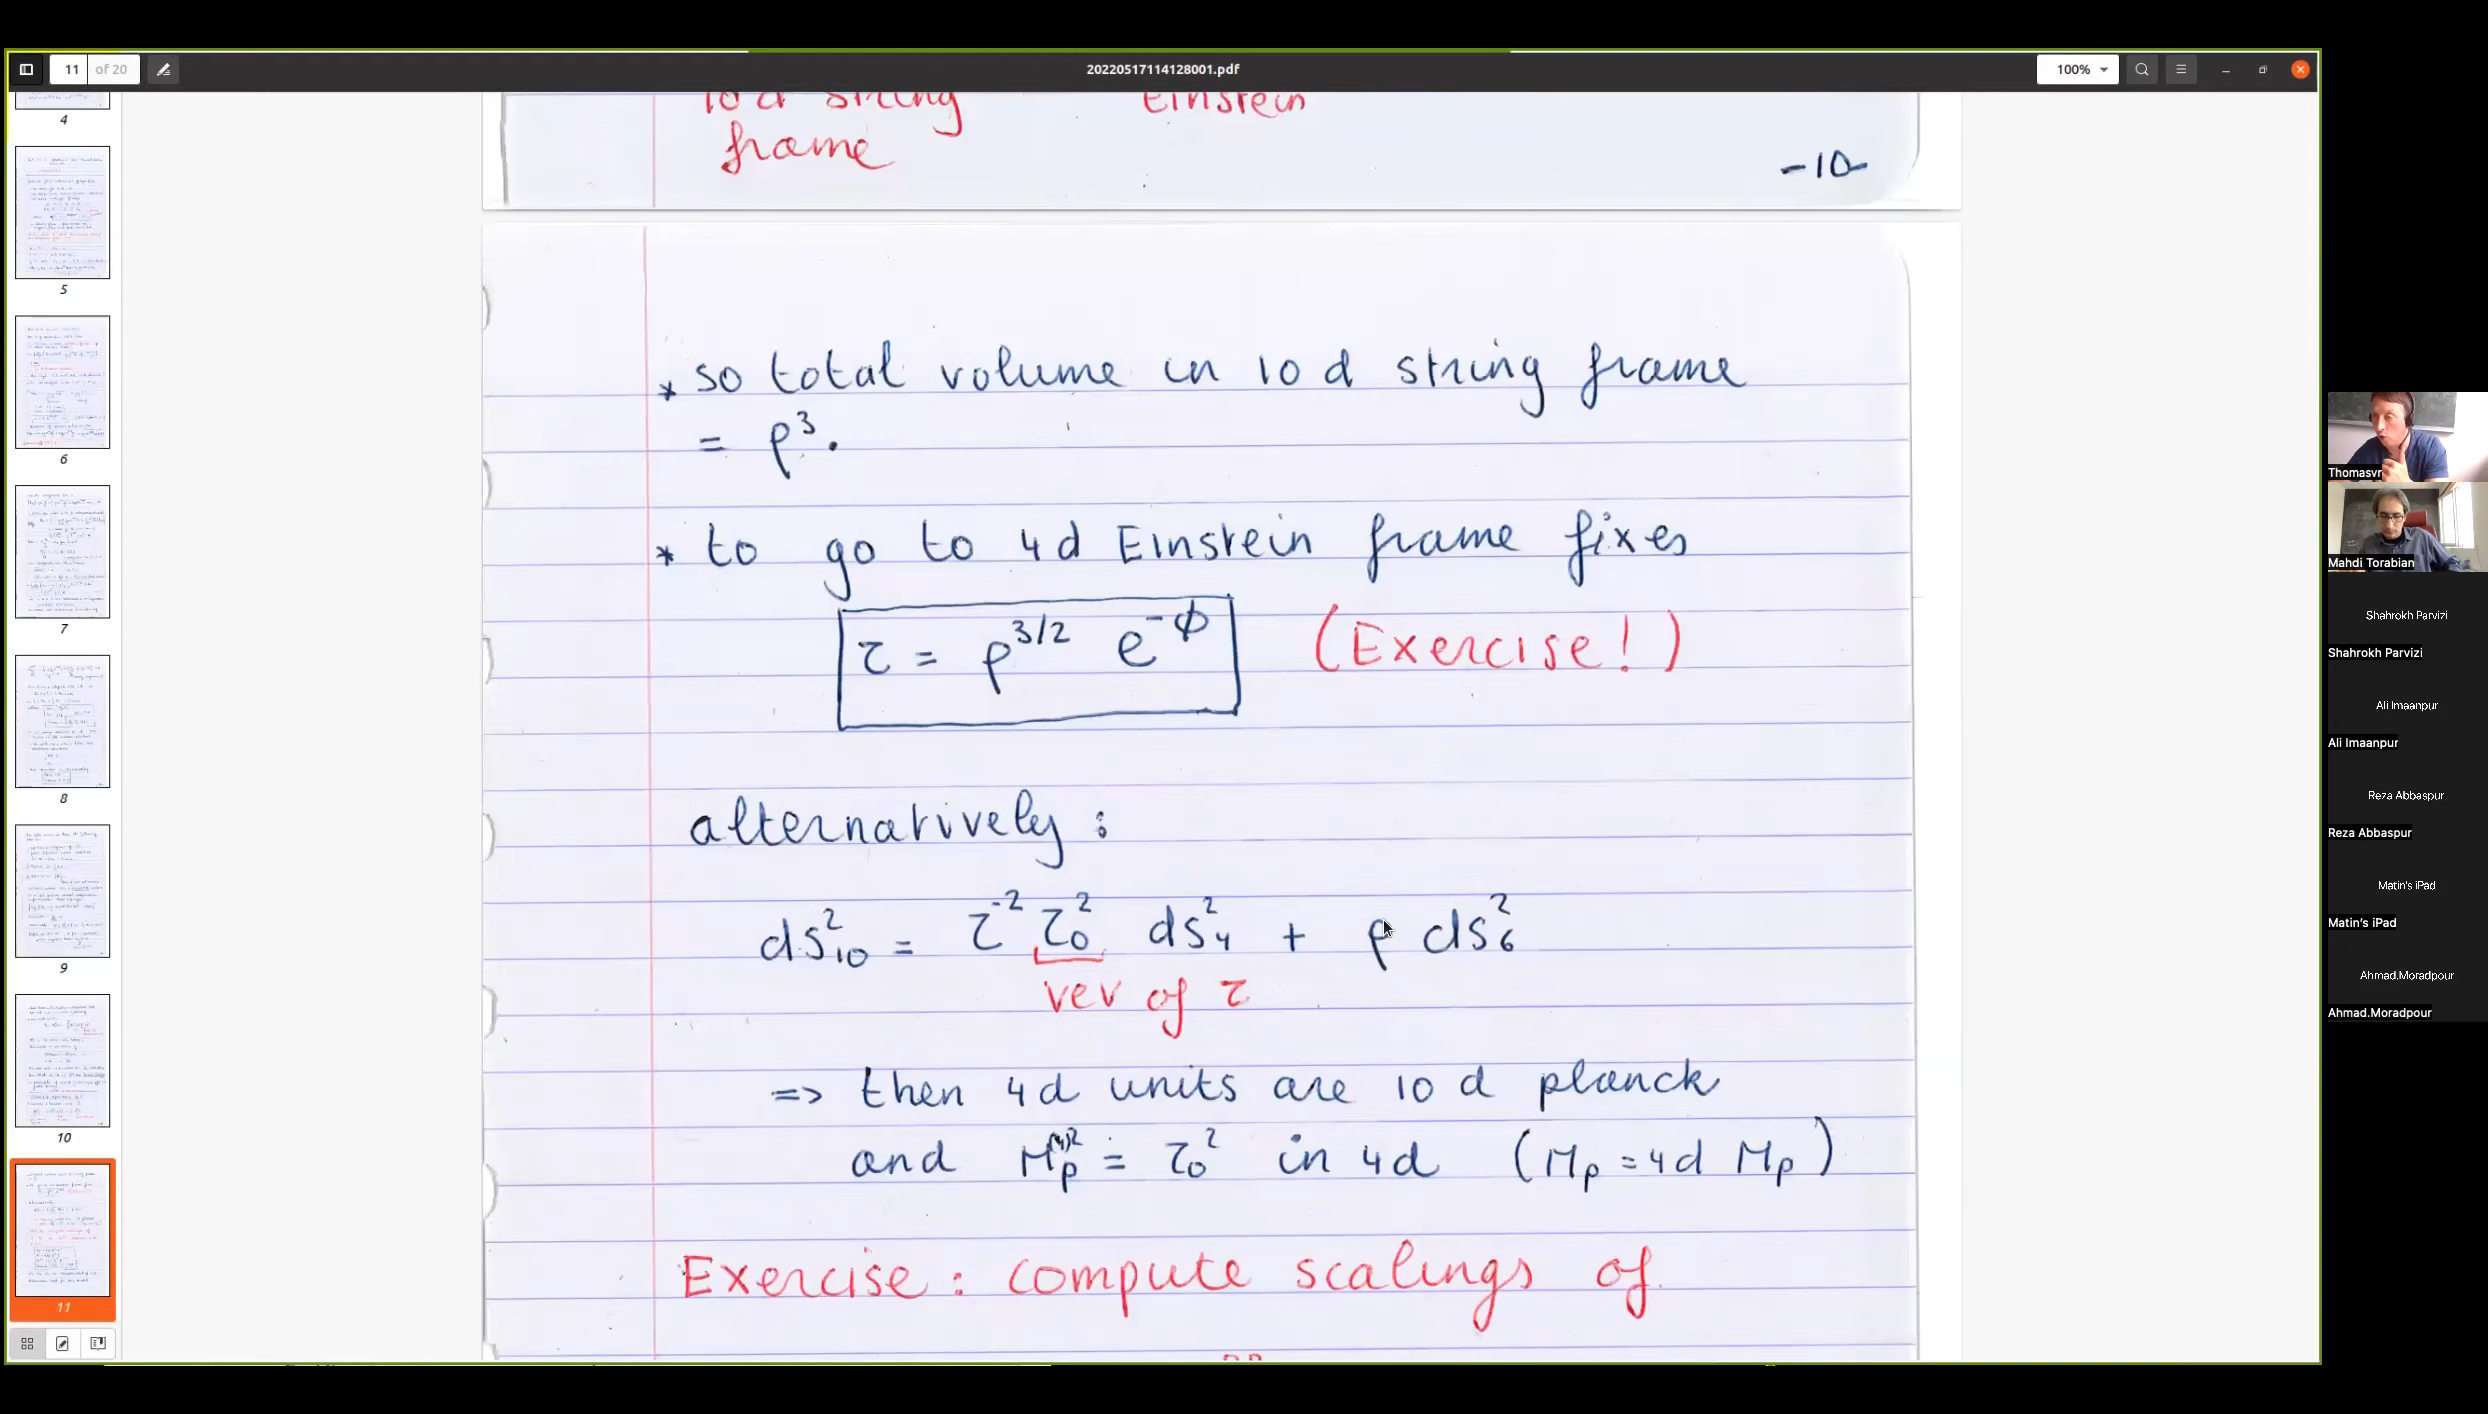 11 of 20
20220517114128001.pdf
100%
4
5
6
7
8
9
10
11
10 d string Einstein
frame
-10-
* so total volume in 10 d string frame
= ρ³.
* to go to 4d Einstein frame fixes
τ = ρ^{3/2} e^{-ϕ} (Exercise!)
alternatively :
ds²₁₀ = τ⁻² τ₀² ds²₄ + ρ ds²₆
vev of τ
=> then 4d units are 10 d planck
and M_p^{(4)2} = τ₀² in 4d (M_p = 4d M_p)
Exercise : compute scalings of
Thomasvr
Mahdi Torabian
Shahrokh Parvizi
Shahrokh Parvizi
Ali Imaanpur
Ali Imaanpur
Reza Abbaspur
Reza Abbaspur
Matin's iPad
Matin's iPad
Ahmad.Moradpour
Ahmad.Moradpour